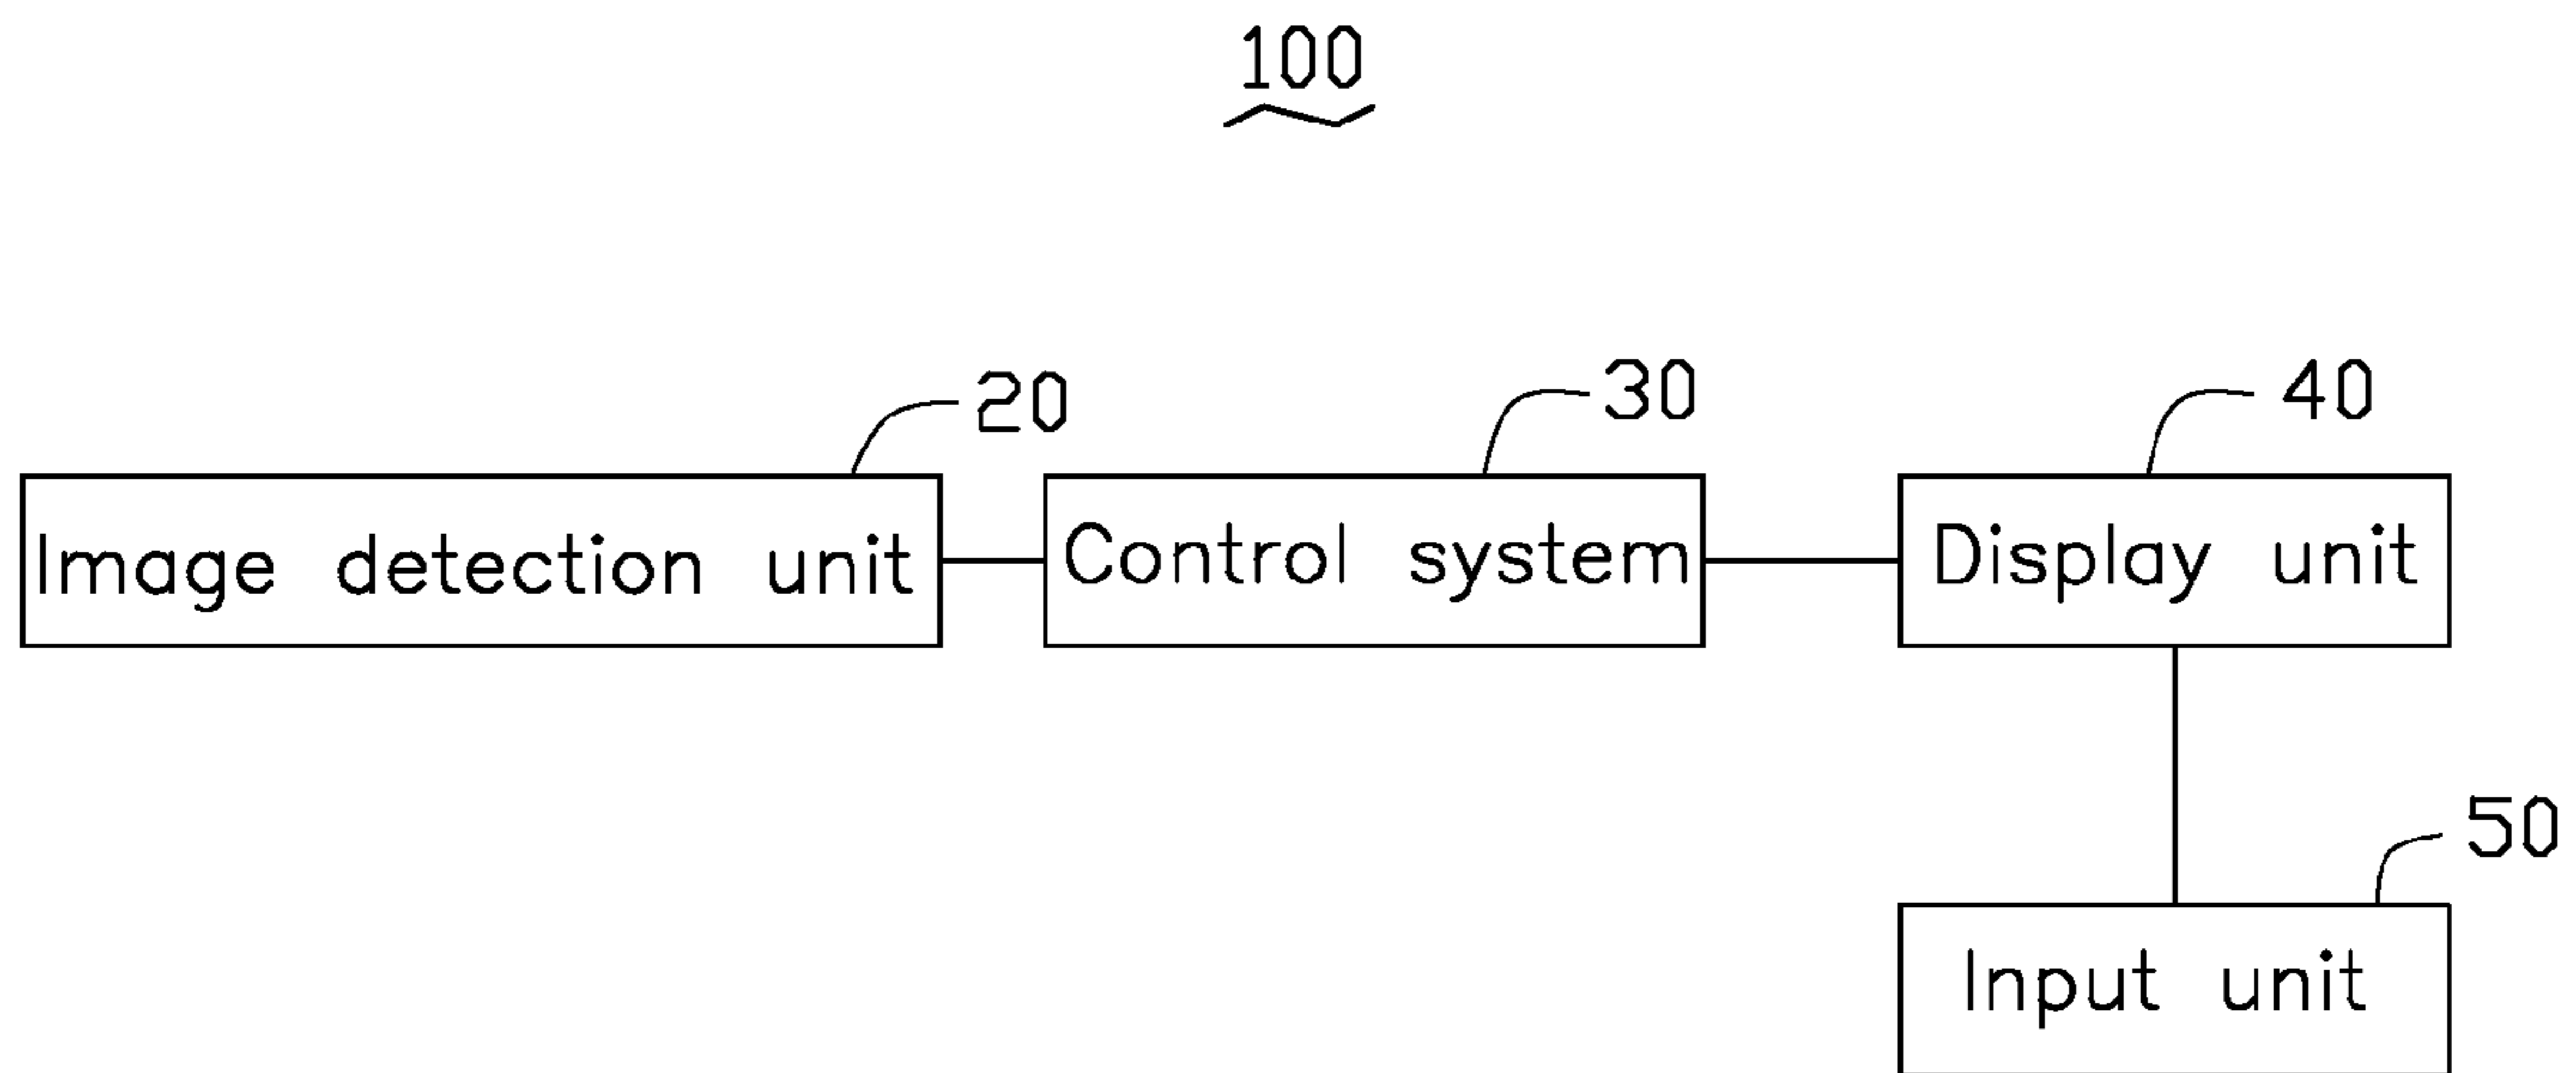 100
20
30
40
Image detection unit
Control system
Display unit
50
Input unit